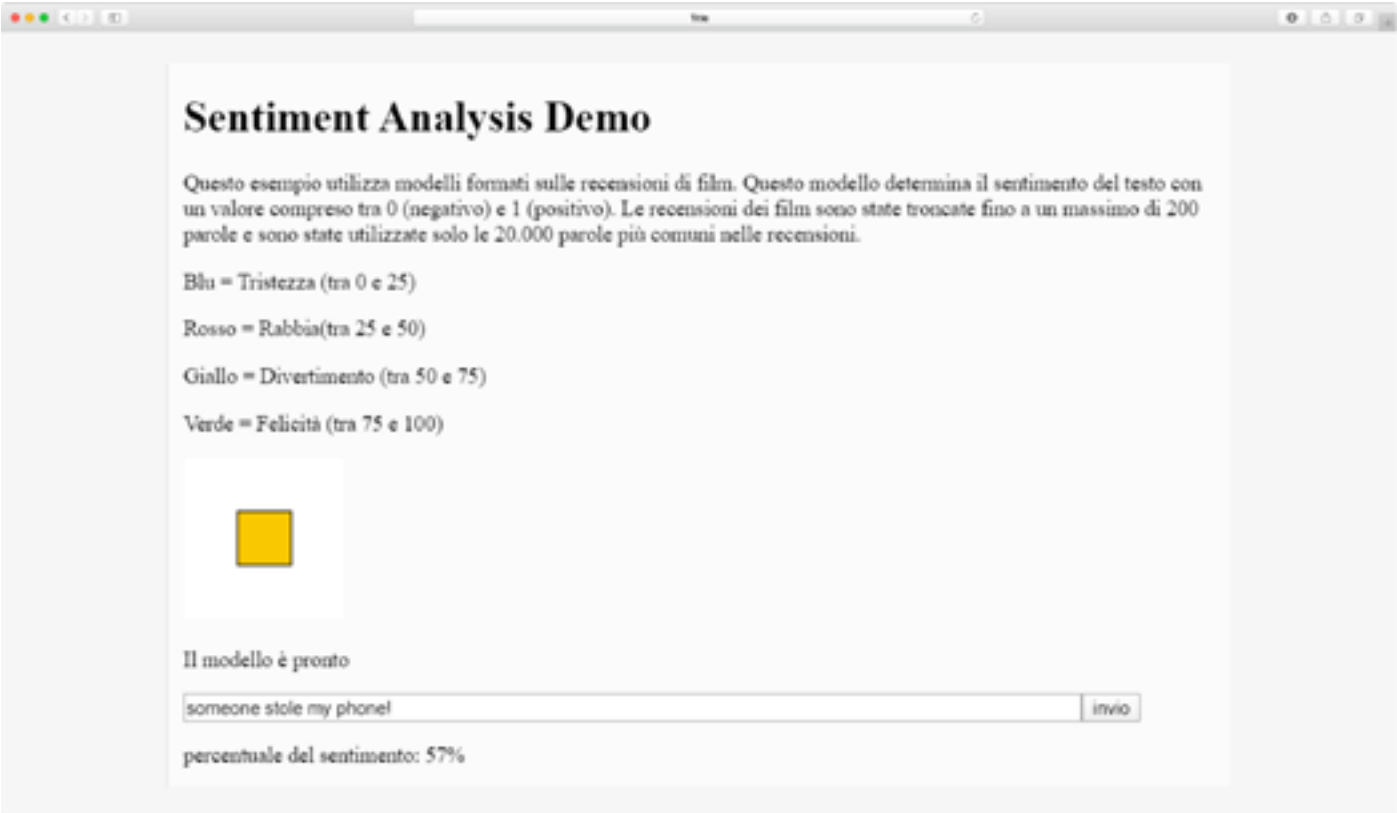 Sentiment Analysis Demo
Questo esempio utilizza modelli formati sulle recensioni di film. Questo modello determina il sentimento del testo con
un valore compreso tra 0 (negativo) e 1 (positivo). Le recensioni dei film sono state troncate fino a un massimo di 200
parole e sono state utilizzate solo le 20.000 parole più comuni nelle recensioni.
Blu = Tristezza (tra 0 e 25)
Rosso = Rabbia(tra 25 e 50)
Giallo = Divertimento (tra 50 e 75)
Verde = Felicità (tra 75 e 100)
Il modello è pronto
someone stole my phone!
invio
percentuale del sentimento: 57%